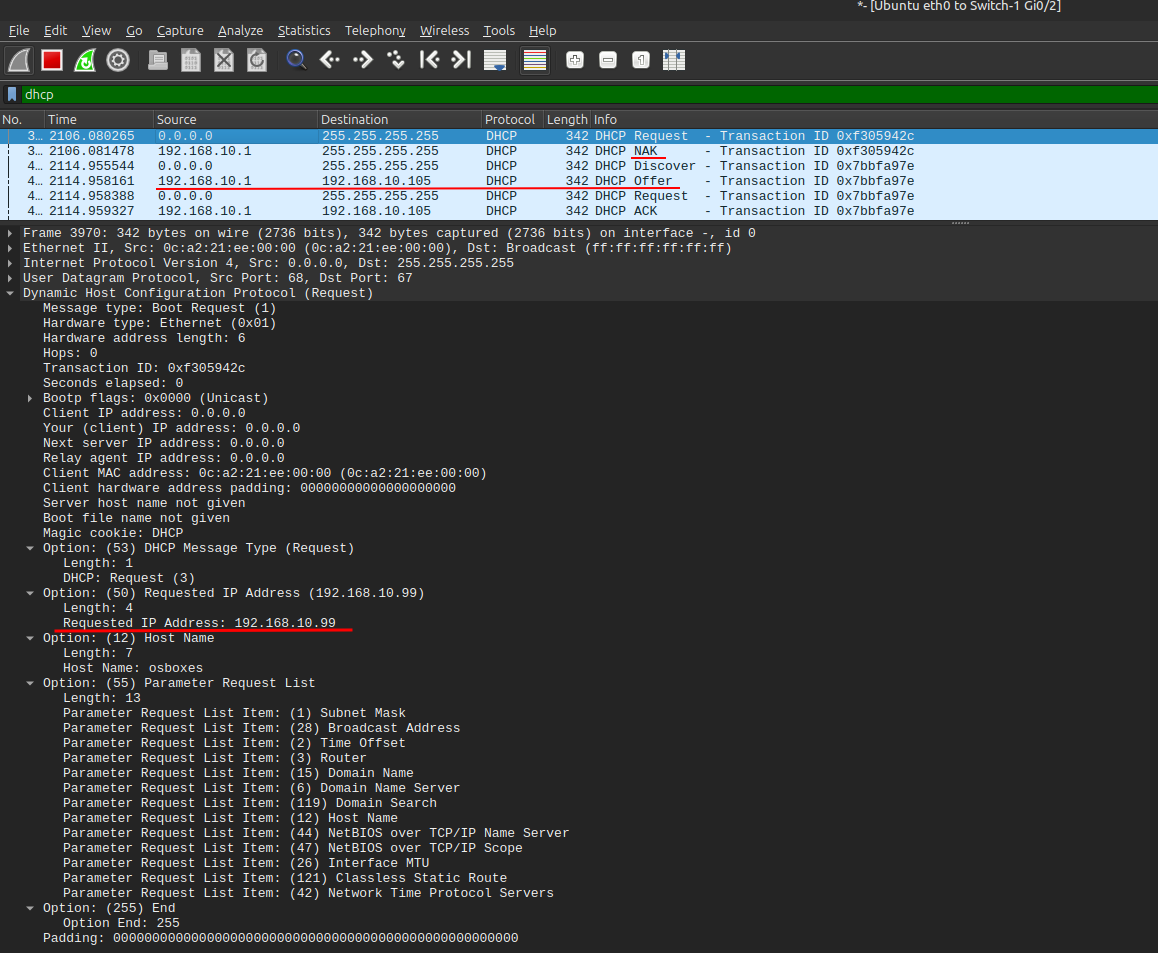 *- [Ubuntu eth0 to Switch-1 Gi0/2]
File Edit View Go Capture Analyze Statistics Telephony Wireless Tools Help
dhcp
No. Time Source Destination Protocol Length Info
3… 2106.080265 0.0.0.0 255.255.255.255 DHCP 342 DHCP Request - Transaction ID 0xf305942c
3… 2106.081478 192.168.10.1 255.255.255.255 DHCP 342 DHCP NAK - Transaction ID 0xf305942c
4… 2114.955544 0.0.0.0 255.255.255.255 DHCP 342 DHCP Discover - Transaction ID 0x7bbfa97e
4… 2114.958161 192.168.10.1 192.168.10.105 DHCP 342 DHCP Offer - Transaction ID 0x7bbfa97e
4… 2114.958388 0.0.0.0 255.255.255.255 DHCP 342 DHCP Request - Transaction ID 0x7bbfa97e
4… 2114.959327 192.168.10.1 192.168.10.105 DHCP 342 DHCP ACK - Transaction ID 0x7bbfa97e
Frame 3970: 342 bytes on wire (2736 bits), 342 bytes captured (2736 bits) on interface -, id 0
Ethernet II, Src: 0c:a2:21:ee:00:00 (0c:a2:21:ee:00:00), Dst: Broadcast (ff:ff:ff:ff:ff:ff)
Internet Protocol Version 4, Src: 0.0.0.0, Dst: 255.255.255.255
User Datagram Protocol, Src Port: 68, Dst Port: 67
Dynamic Host Configuration Protocol (Request)
Message type: Boot Request (1)
Hardware type: Ethernet (0x01)
Hardware address length: 6
Hops: 0
Transaction ID: 0xf305942c
Seconds elapsed: 0
Bootp flags: 0x0000 (Unicast)
Client IP address: 0.0.0.0
Your (client) IP address: 0.0.0.0
Next server IP address: 0.0.0.0
Relay agent IP address: 0.0.0.0
Client MAC address: 0c:a2:21:ee:00:00 (0c:a2:21:ee:00:00)
Client hardware address padding: 00000000000000000000
Server host name not given
Boot file name not given
Magic cookie: DHCP
Option: (53) DHCP Message Type (Request)
Length: 1
DHCP: Request (3)
Option: (50) Requested IP Address (192.168.10.99)
Length: 4
Requested IP Address: 192.168.10.99
Option: (12) Host Name
Length: 7
Host Name: osboxes
Option: (55) Parameter Request List
Length: 13
Parameter Request List Item: (1) Subnet Mask
Parameter Request List Item: (28) Broadcast Address
Parameter Request List Item: (2) Time Offset
Parameter Request List Item: (3) Router
Parameter Request List Item: (15) Domain Name
Parameter Request List Item: (6) Domain Name Server
Parameter Request List Item: (119) Domain Search
Parameter Request List Item: (12) Host Name
Parameter Request List Item: (44) NetBIOS over TCP/IP Name Server
Parameter Request List Item: (47) NetBIOS over TCP/IP Scope
Parameter Request List Item: (26) Interface MTU
Parameter Request List Item: (121) Classless Static Route
Parameter Request List Item: (42) Network Time Protocol Servers
Option: (255) End
Option End: 255
Padding: 0000000000000000000000000000000000000000000000000000